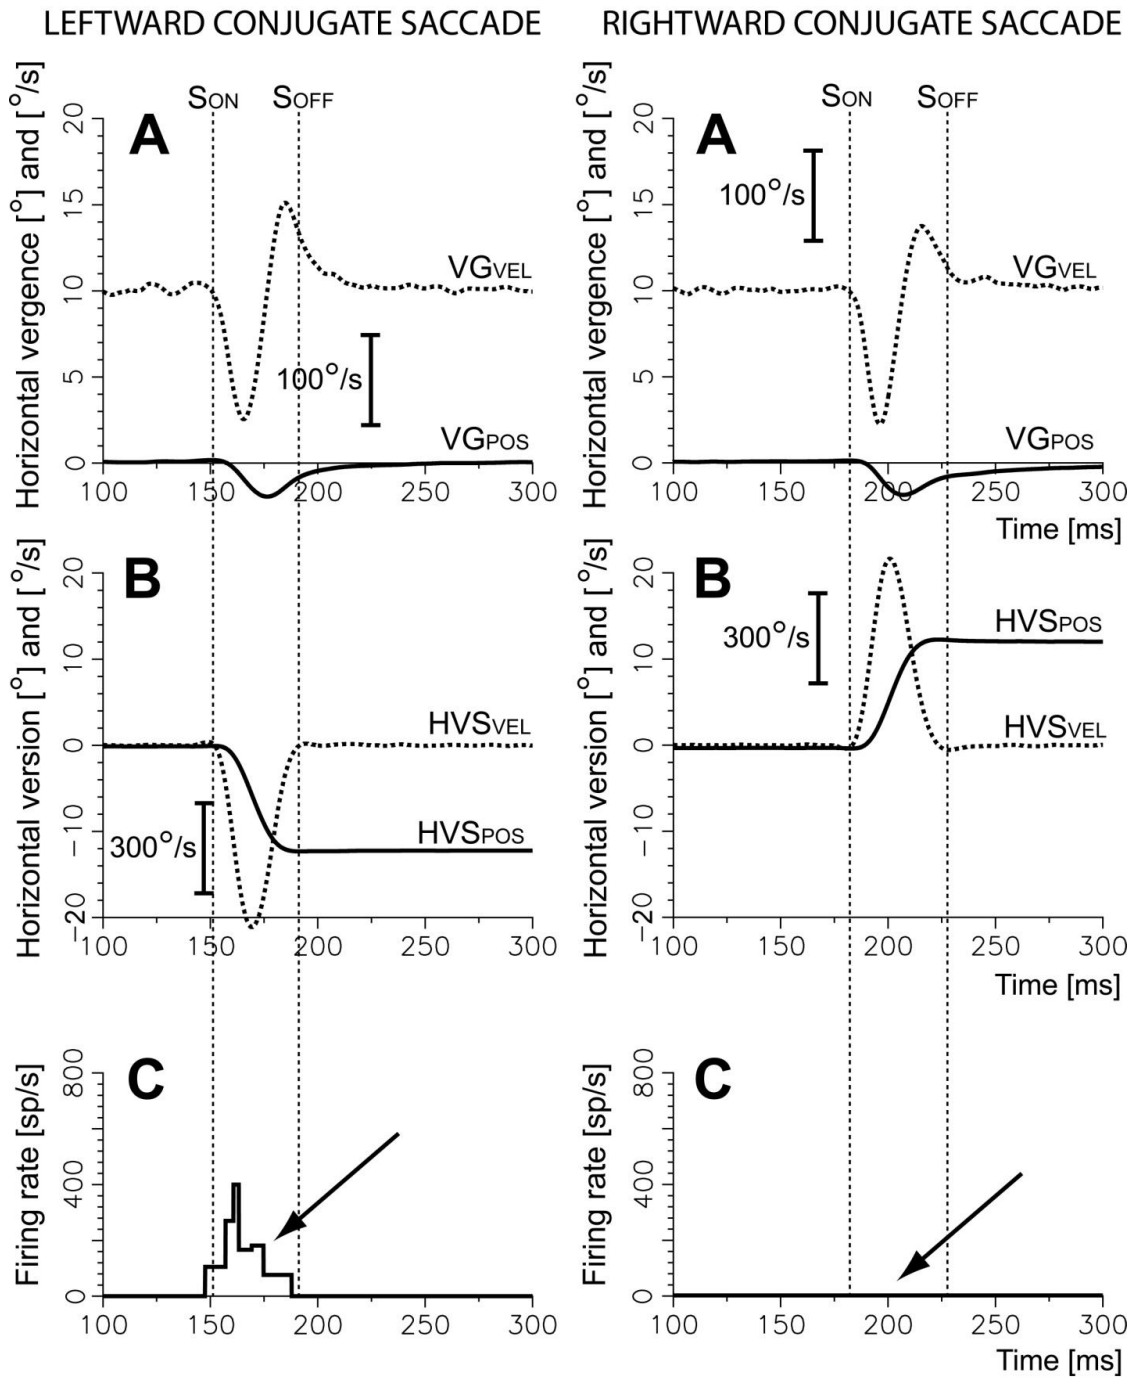 LEFTWARD CONJUGATE SACCADE
RIGHTWARD CONJUGATE SACCADE
Horizontal vergence [°] and [°/s]
A
SON
SOFF
20
15
10
5
0
VGVEL
100°/s
VGPOS
100 150 200 250 300
Horizontal vergence [°] and [°/s]
A
SON
SOFF
20
15
10
5
0
100°/s
VGVEL
VGPOS
100 150 200 250 300
Time [ms]
Horizontal version [°] and [°/s]
B
20
10
0
-10
-20
HVSVEL
300°/s
HVSPOS
100 150 200 250 300
Horizontal version [°] and [°/s]
B
20
10
0
-10
-20
300°/s
HVSPOS
HVSVEL
100 150 200 250 300
Time [ms]
Firing rate [sp/s]
C
800
400
0
100 150 200 250 300
Firing rate [sp/s]
C
800
400
0
100 150 200 250 300
Time [ms]